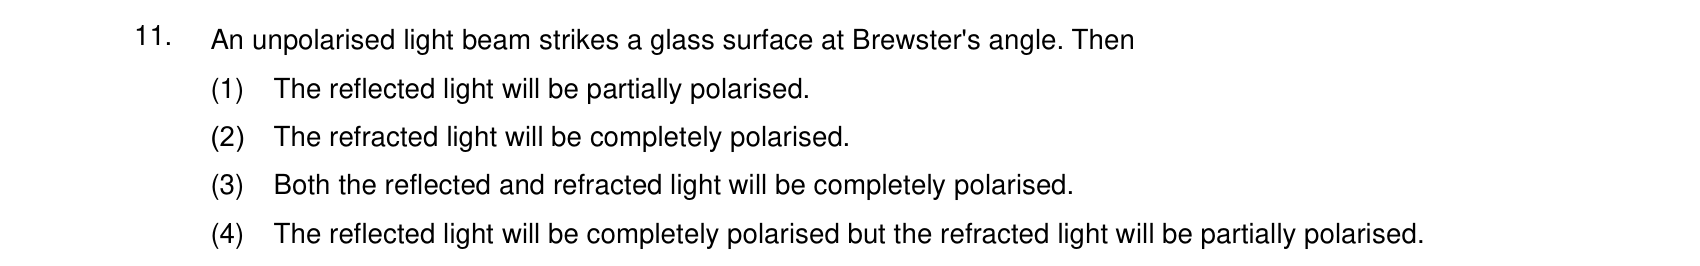 11. An unpolarised light beam strikes a glass surface at Brewster's angle. Then
(1) The reflected light will be partially polarised.
(2) The refracted light will be completely polarised.
(3) Both the reflected and refracted light will be completely polarised.
(4) The reflected light will be completely polarised but the refracted light will be partially polarised.